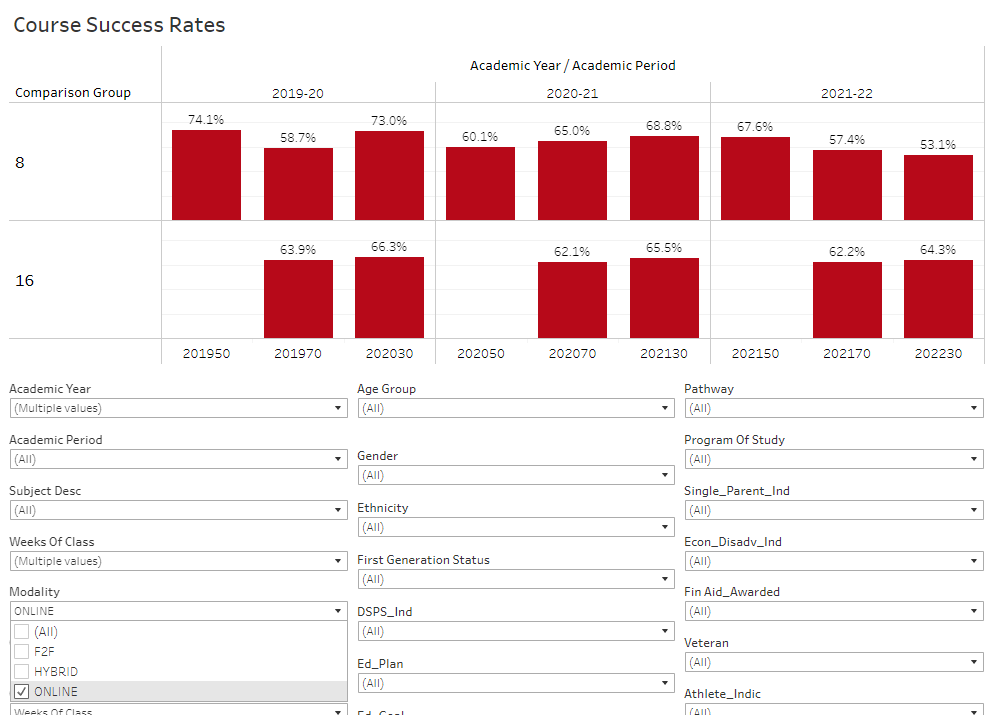 Course Success Rates
Academic Year / Academic Period
Comparison Group 2019-20 2020-21 2021-22
74.1% 58.7% 73.0% 60.1% 65.0% 68.8% 67.6% 57.4% 53.1%
8
63.9% 66.3% 62.1% 65.5% 62.2% 64.3%
16
201950 201970 202030 202050 202070 202130 202150 202170 202230
Academic Year
(Multiple values)
Academic Period
(All)
Subject Desc
(All)
Weeks Of Class
(Multiple values)
Modality
ONLINE
(All)
F2F
HYBRID
ONLINE
Weeks Of Class
Age Group
(All)
Gender
(All)
Ethnicity
(All)
First Generation Status
(All)
DSPS_Ind
(All)
Ed_Plan
(All)
Ed_Goal
Pathway
(All)
Program Of Study
(All)
Single_Parent_Ind
(All)
Econ_Disadv_Ind
(All)
Fin Aid_Awarded
(All)
Veteran
(All)
Athlete_Indic
(All)